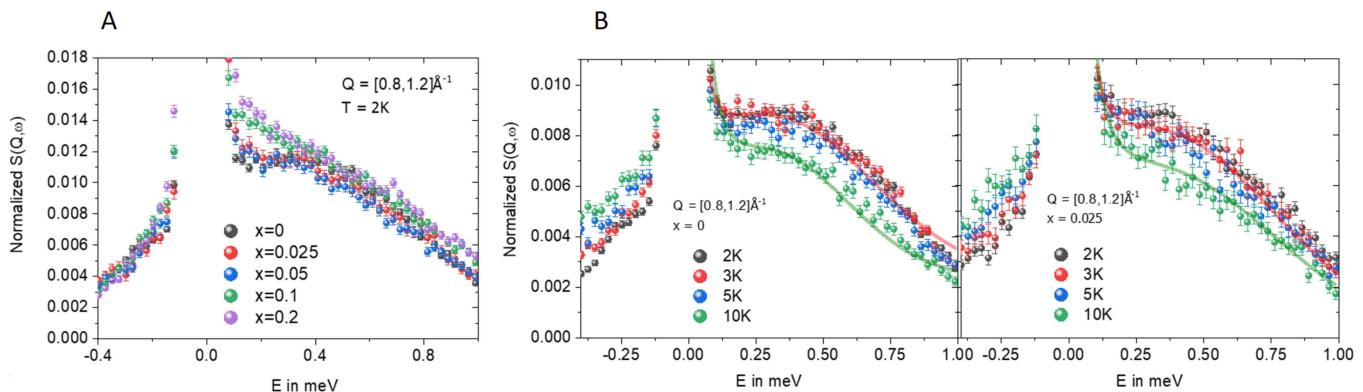 A
B
Normalized S(Q,ω)
0.018
0.016
0.014
0.012
0.010
0.008
0.006
0.004
0.002
0.000
Q = [0.8,1.2]Å⁻¹
T = 2K
x=0
x=0.025
x=0.05
x=0.1
x=0.2
-0.4
0.0
0.4
0.8
E in meV
Normalized S(Q,ω)
0.010
0.008
0.006
0.004
0.002
0.000
Q = [0.8,1.2]Å⁻¹
x = 0
2K
3K
5K
10K
-0.25
0.00
0.25
0.50
0.75
E in meV
Q = [0.8,1.2]Å⁻¹
x = 0.025
2K
3K
5K
10K
-0.25
0.00
0.25
0.50
0.75
1.00
E in meV